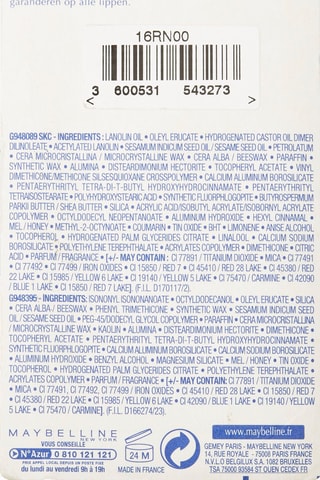 garanderen op alle lippen.
16RN00
3 600531 543273
G948089 SKC - INGREDIENTS: LANOLIN OIL • OLEYL ERUCATE • HYDROGENATED CASTOR OIL DIMER
DILINOLEATE • ACETYLATED LANOLIN • SESAMUM INDICUM SEED OIL / SESAME SEED OIL • PETROLATUM
• CERA MICROCRISTALLINA / MICROCRYSTALLINE WAX • CERA ALBA / BEESWAX • PARAFFIN •
SYNTHETIC WAX • ALUMINA • DISTEARDIMONIUM HECTORITE • TOCOPHERYL ACETATE • VINYL
DIMETHICONE/METHICONE SILSESQUIOXANE CROSSPOLYMER • CALCIUM ALUMINUM BOROSILICATE
• PENTAERYTHRITYL TETRA-DI-T-BUTYL HYDROXYHYDROCINNAMATE • PENTAERYTHRITYL
TETRAISOSTEARATE • POLYHYDROXYSTEARIC ACID • SYNTHETIC FLUORPHLOGOPITE • BUTYROSPERMUM
PARKII BUTTER / SHEA BUTTER • SILICA • ACRYLIC ACID/ISOBUTYL ACRYLATE/ISOBORNYL ACRYLATE
COPOLYMER • OCTYLDODECYL NEOPENTANOATE • ALUMINUM HYDROXIDE • HEXYL CINNAMAL •
MEL / HONEY • METHYL-2-OCTYNOATE • COUMARIN • TIN OXIDE • BHT • LIMONENE • ANISE ALCOHOL •
TOCOPHEROL • HYDROGENATED PALM GLYCERIDES CITRATE • LINALOOL • CALCIUM SODIUM
BOROSILICATE • POLYETHYLENE TEREPHTHALATE • ACRYLATES COPOLYMER • DIMETHICONE • CITRIC
ACID • PARFUM / FRAGRANCE [+/- MAY CONTAIN: CI 77891 / TITANIUM DIOXIDE • MICA • CI 77491
CI 77492 • CI 77499 / IRON OXIDES • CI 15850 / RED 7 • CI 45410 / RED 28 LAKE • CI 45380 / RED
22 LAKE • CI 15985 / YELLOW 6 LAKE • CI 19140 / YELLOW 5 LAKE • CI 75470 / CARMINE • CI 42090
/ BLUE 1 LAKE • CI 15850 / RED 7 LAKE]. (F.I.L. D170117/2).
G948395 - INGREDIENTS: ISONONYL ISONONANOATE • OCTYLDODECANOL • OLEYL ERUCATE • SILICA
• CERA ALBA / BEESWAX • PHENYL TRIMETHICONE • SYNTHETIC WAX • SESAMUM INDICUM SEED
OIL / SESAME SEED OIL • PEG-45/DODECYL GLYCOL COPOLYMER • PARAFFIN • CERA MICROCRISTALLINA
/ MICROCRYSTALLINE WAX • KAOLIN • ALUMINA • DISTEARDIMONIUM HECTORITE • DIMETHICONE •
TOCOPHERYL ACETATE • PENTAERYTHRITYL TETRA-DI-T-BUTYL HYDROXYHYDROCINNAMATE •
SYNTHETIC FLUORPHLOGOPITE • CALCIUM ALUMINUM BOROSILICATE • CALCIUM SODIUM BOROSILICATE
• ALUMINUM HYDROXIDE • BENZYL ALCOHOL • MAGNESIUM SILICATE • MEL / HONEY • TIN OXIDE •
TOCOPHEROL • HYDROGENATED PALM GLYCERIDES CITRATE • POLYETHYLENE TEREPHTHALATE •
ACRYLATES COPOLYMER • PARFUM / FRAGRANCE. [+/- MAY CONTAIN: CI 77891 / TITANIUM DIOXIDE
• MICA • CI 77491, CI 77492, CI 77499 / IRON OXIDES • CI 15850 / RED 7 • CI 15850 / RED 7 LAKE • CI
45380 / RED 22 LAKE • CI 15985 / YELLOW 6 LAKE • CI 42090 / BLUE 1 LAKE • CI 19140 / YELLOW 5 LAKE
• CI 75470 / CARMINE]. (F.I.L. D166274/23).
MAYBELLINE
NEW YORK
VOUS CONSEILLE
N°Azur 0 810 121 121
PRIX APPEL LOCAL DEPUIS UN POSTE FIXE
du lundi au vendredi 9h à 19h
24 M
MADE IN FRANCE
www.maybelline.fr
GEMEY PARIS - MAYBELLINE N.Y.
14, RUE ROYALE - 75008 PARIS FRANCE
N.V.L.O BELGILUX S.A. 1082 BRUXELLES
TSA 75000 93584 ST OUEN CEDEX FR